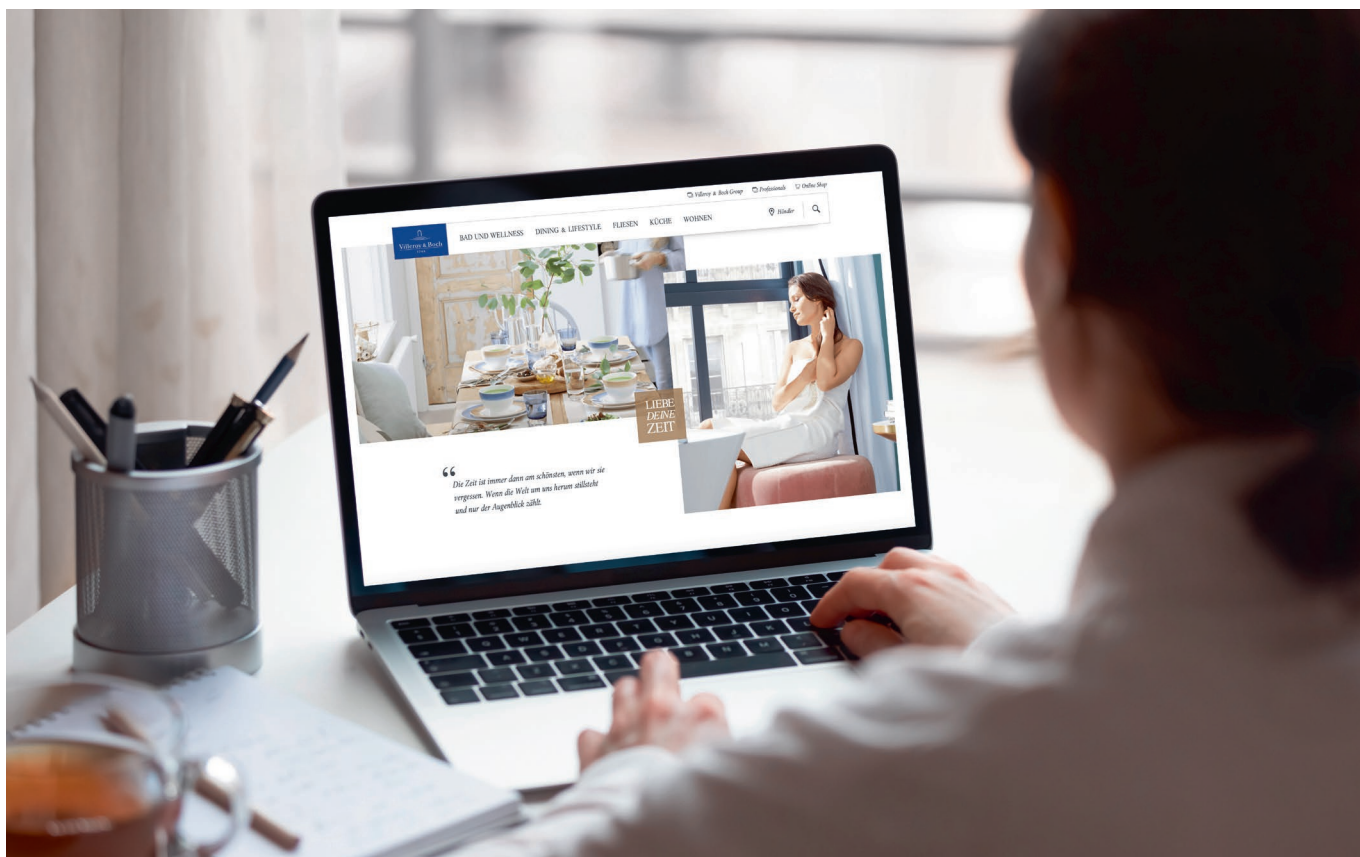 Villeroy & Boch Group Professionals Online Shop
Villeroy & Boch
1748
BAD UND WELLNESS DINING & LIFESTYLE FLIESEN KÜCHE WOHNEN Händler
LIEBE
DEINE
ZEIT
“
Die Zeit ist immer dann am schönsten, wenn wir sie
vergessen. Wenn die Welt um uns herum stillsteht
und nur der Augenblick zählt.